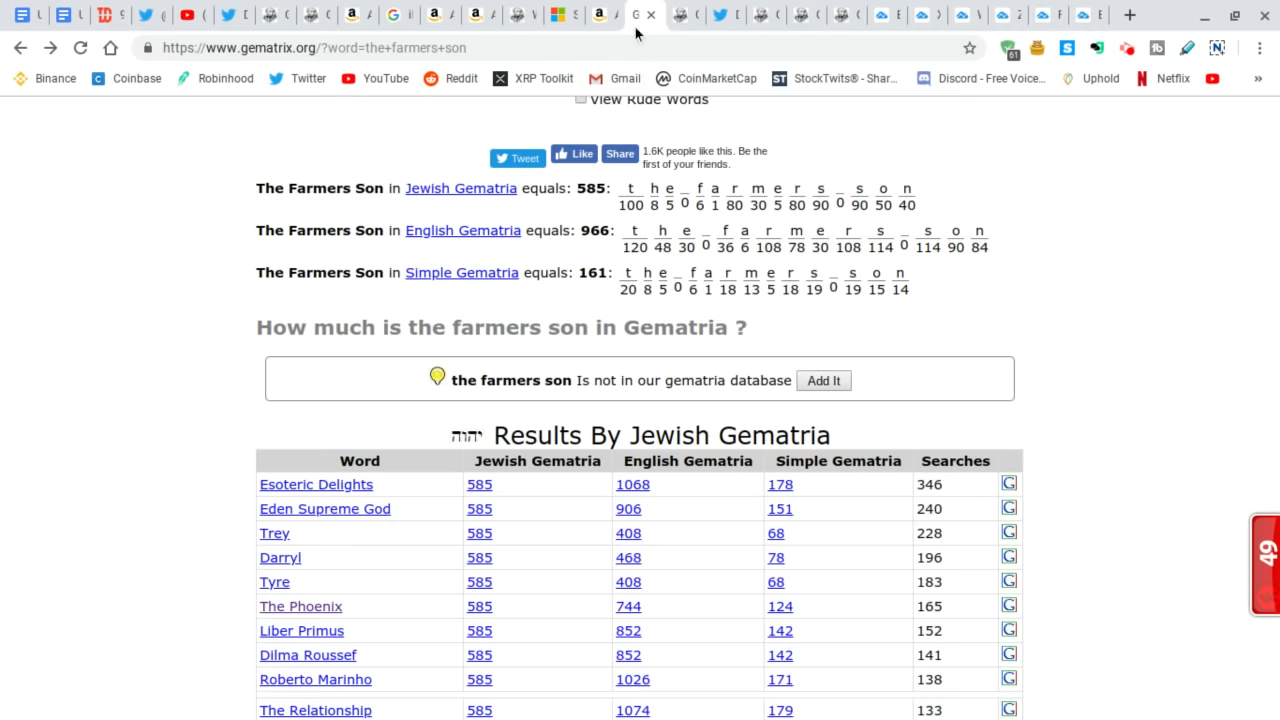 https://www.gematrix.org/?word=the+farmers+son
61
Binance Coinbase Robinhood Twitter YouTube Reddit XRP Toolkit Gmail CoinMarketCap StockTwits® - Shar… Discord - Free Voice… Uphold Netflix »
View Rude Words
Tweet Like Share 1.6K people like this. Be the
first of your friends.
The Farmers Son in Jewish Gematria equals: 585: t h e _ f a r m e r s _ s o n
100 8 5 0 6 1 80 30 5 80 90 0 90 50 40
The Farmers Son in English Gematria equals: 966: t h e _ f a r m e r s _ s o n
120 48 30 0 36 6 108 78 30 108 114 0 114 90 84
The Farmers Son in Simple Gematria equals: 161: t h e _ f a r m e r s _ s o n
20 8 5 0 6 1 18 13 5 18 19 0 19 15 14
How much is the farmers son in Gematria ?
the farmers son Is not in our gematria database Add It
יהוה Results By Jewish Gematria
Word Jewish Gematria English Gematria Simple Gematria Searches
Esoteric Delights 585 1068 178 346 G
Eden Supreme God 585 906 151 240 G
Trey 585 408 68 228 G
Darryl 585 468 78 196 G
Tyre 585 408 68 183 G
The Phoenix 585 744 124 165 G
Liber Primus 585 852 142 152 G
Dilma Roussef 585 852 142 141 G
Roberto Marinho 585 1026 171 138 G
The Relationship 585 1074 179 133 G
49